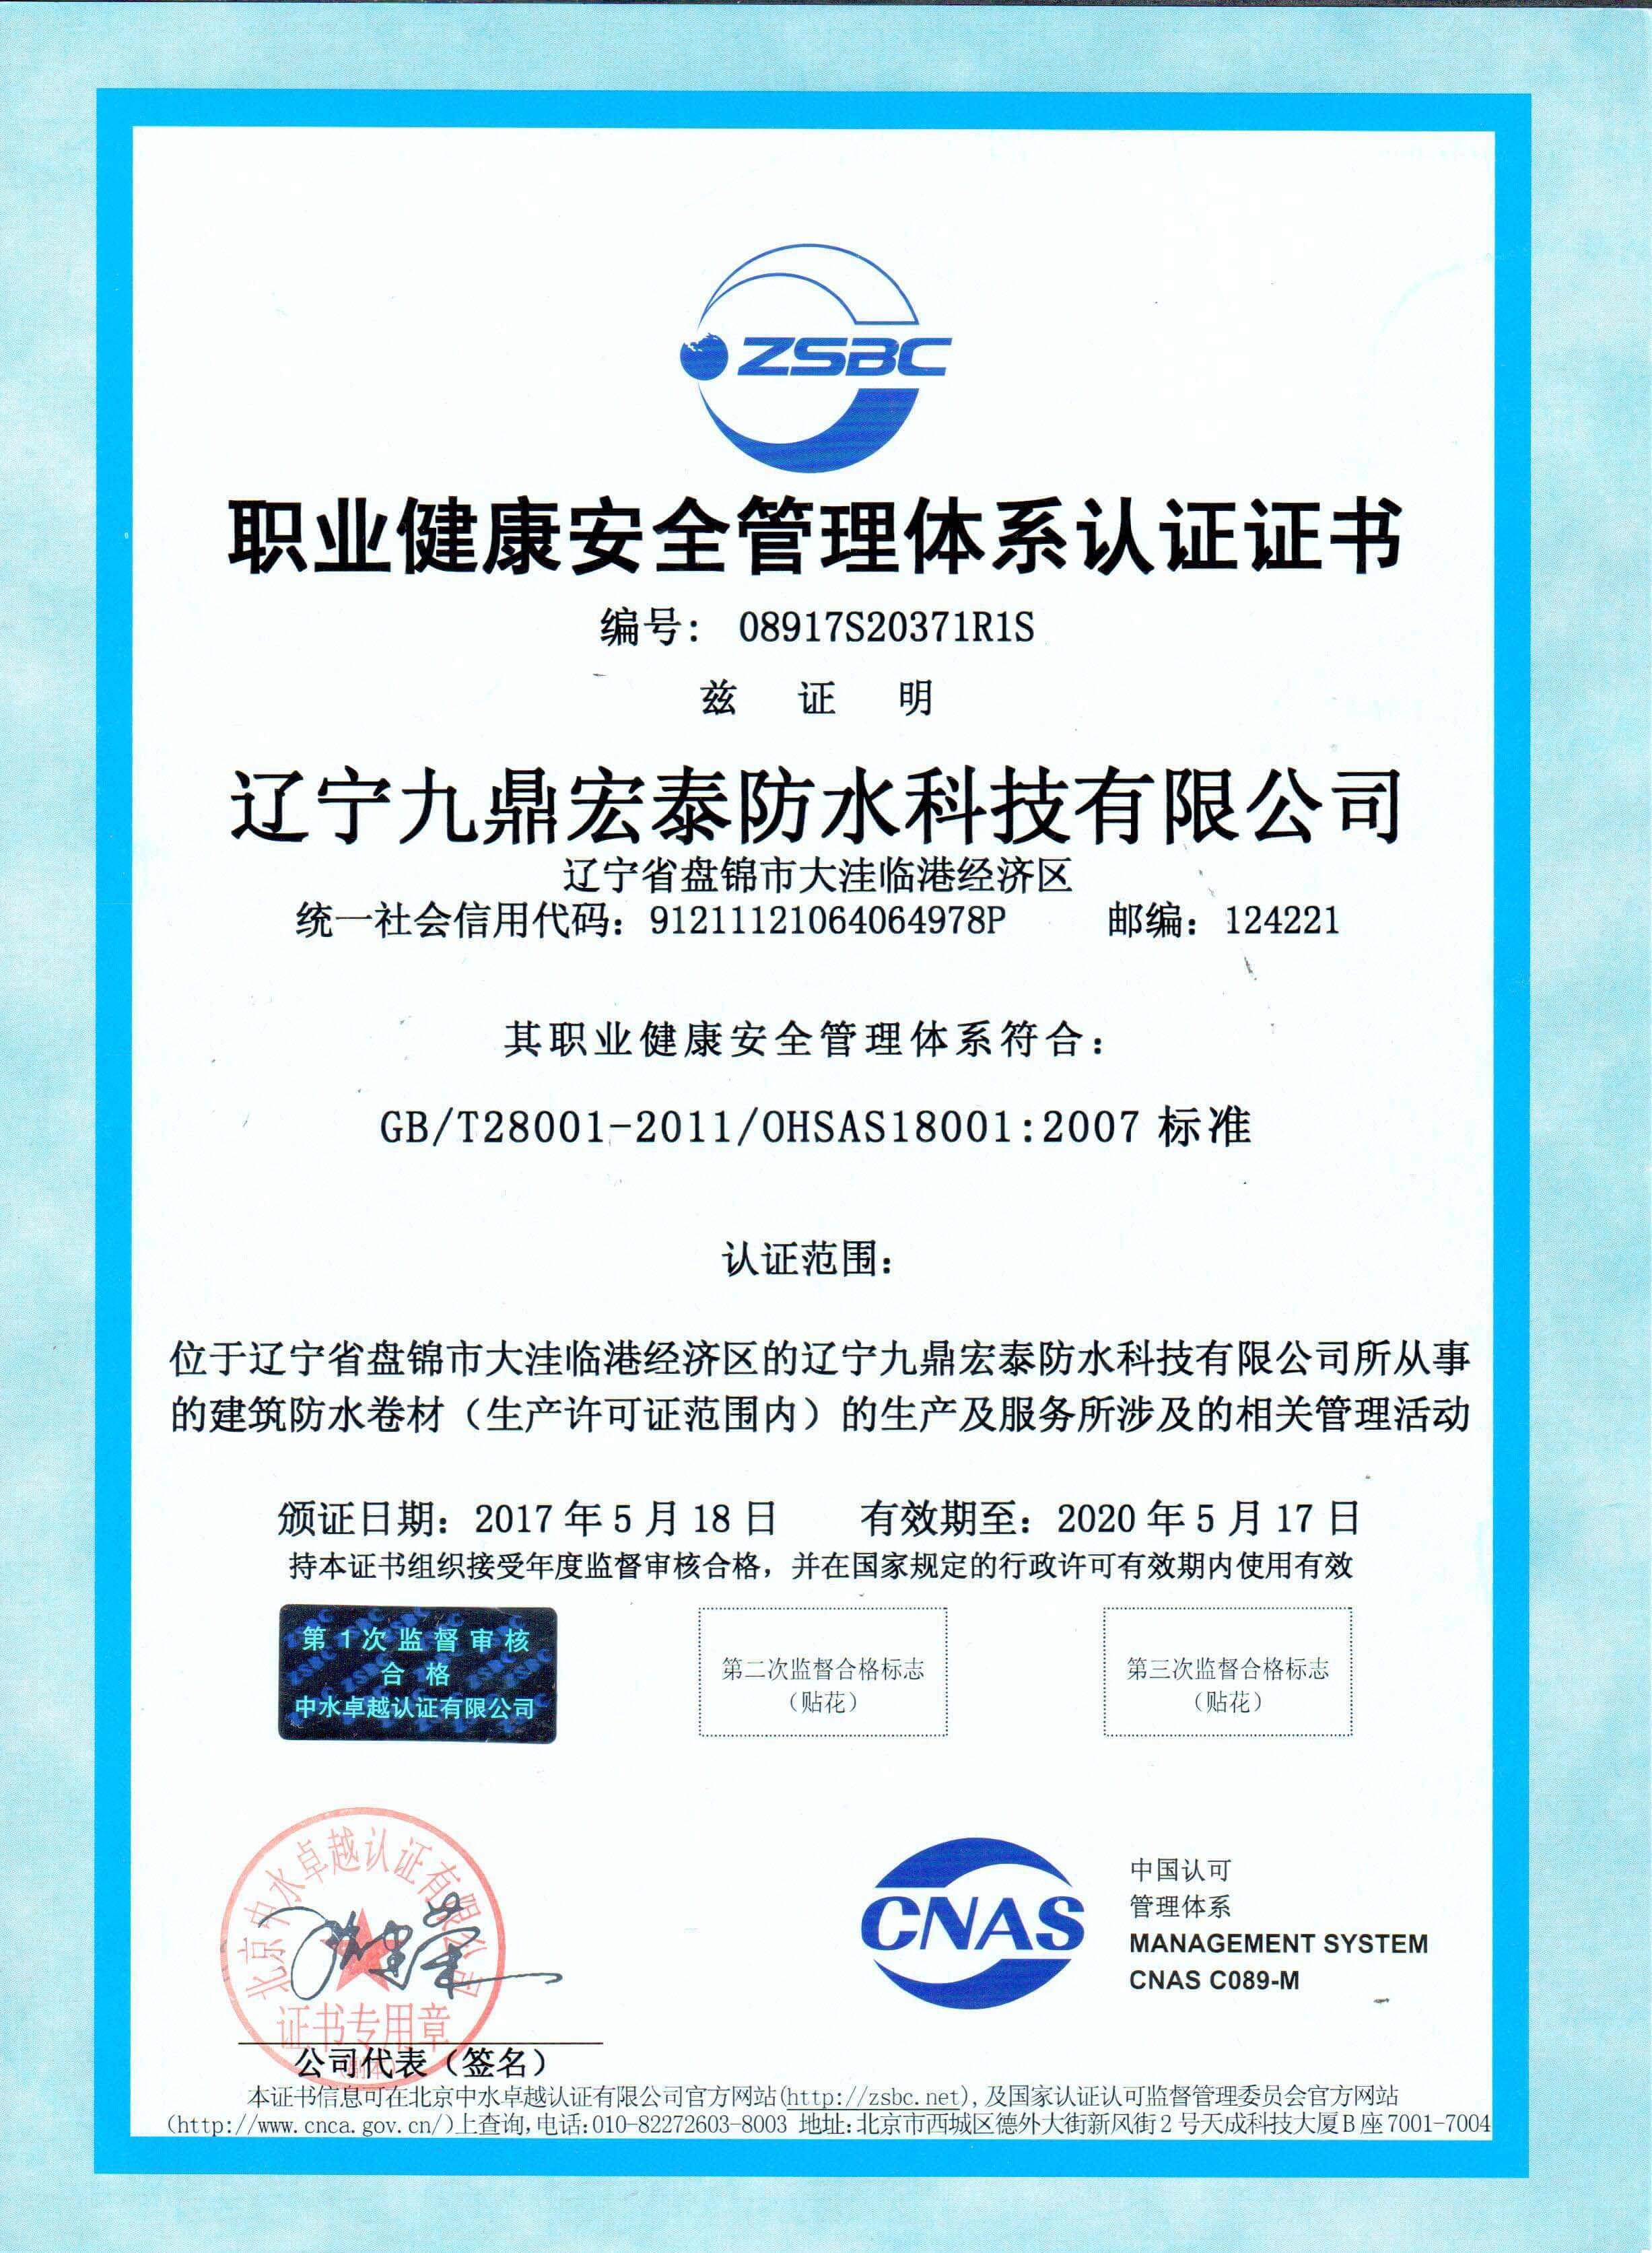 ZSBC
职业健康安全管理体系认证证书
编号： 08917S20371R1S
兹 证 明
辽宁九鼎宏泰防水科技有限公司
辽宁省盘锦市大洼临港经济区
统一社会信用代码：91211121064064978P 邮编：124221
其职业健康安全管理体系符合：
GB/T28001-2011/OHSAS18001:2007 标准
认证范围：
位于辽宁省盘锦市大洼临港经济区的辽宁九鼎宏泰防水科技有限公司所从事
的建筑防水卷材（生产许可证范围内）的生产及服务所涉及的相关管理活动
颁证日期：2017 年 5 月 18 日 有效期至：2020 年 5 月 17 日
持本证书组织接受年度监督审核合格，并在国家规定的行政许可有效期内使用有效
第 1 次 监 督 审 核
合 格
中水卓越认证有限公司
第二次监督合格标志
（贴花）
第三次监督合格标志
（贴花）
北京中水卓越认证有限公司
证书专用章
CNAS
中国认可
管理体系
MANAGEMENT SYSTEM
CNAS C089-M
公司代表（签名）
本证书信息可在北京中水卓越认证有限公司官方网站(http://zsbc.net), 及国家认证认可监督管理委员会官方网站
(http://www.cnca.gov.cn/)上查询, 电话: 010-82272603-8003 地址: 北京市西城区德外大街新风街 2 号天成科技大厦 B 座 7001-7004